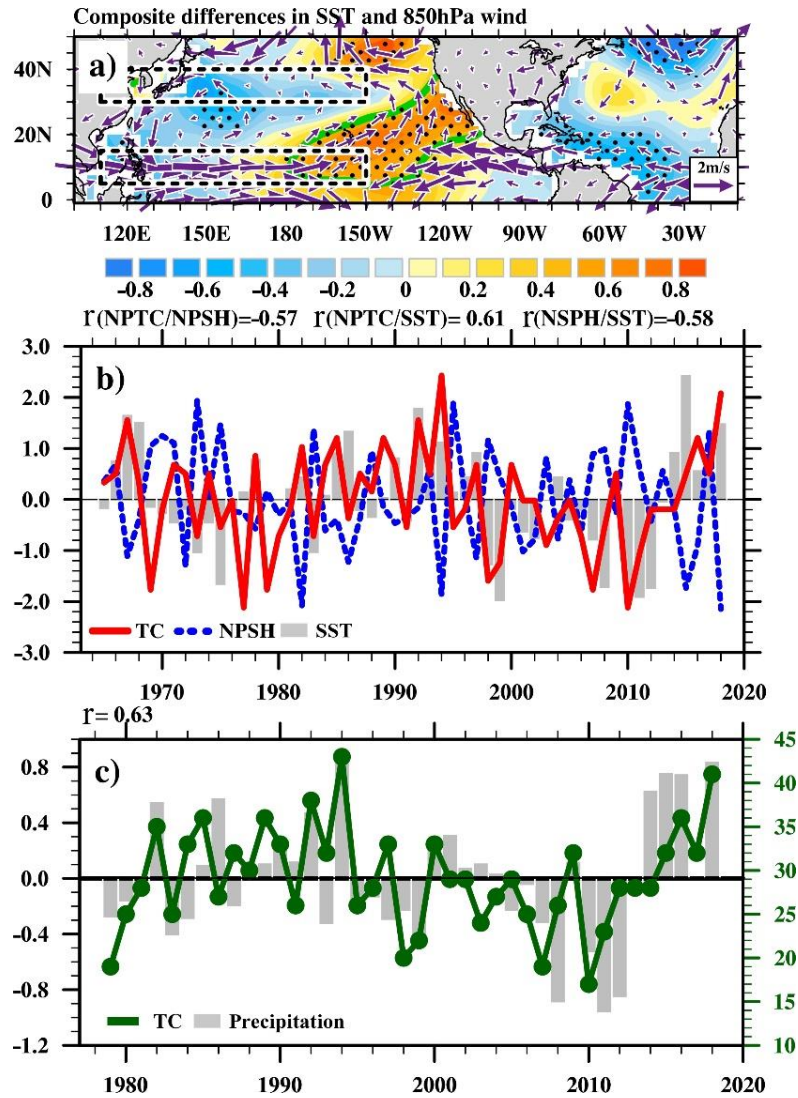 Composite differences in SST and 850hPa wind
a)
40N
20N
0
2m/s
120E 150E 180 150W 120W 90W 60W 30W
-0.8 -0.6 -0.4 -0.2 0 0.2 0.4 0.6 0.8
r(NPTC/NPSH)=-0.57 r(NPTC/SST)= 0.61 r(NSPH/SST)=-0.58
b)
3.0
2.0
1.0
0.0
-1.0
-2.0
-3.0
TC NPSH SST
1970 1980 1990 2000 2010 2020
r= 0.63
c)
0.8
0.4
0.0
-0.4
-0.8
-1.2
45
40
35
30
25
20
15
10
TC Precipitation
1980 1990 2000 2010 2020